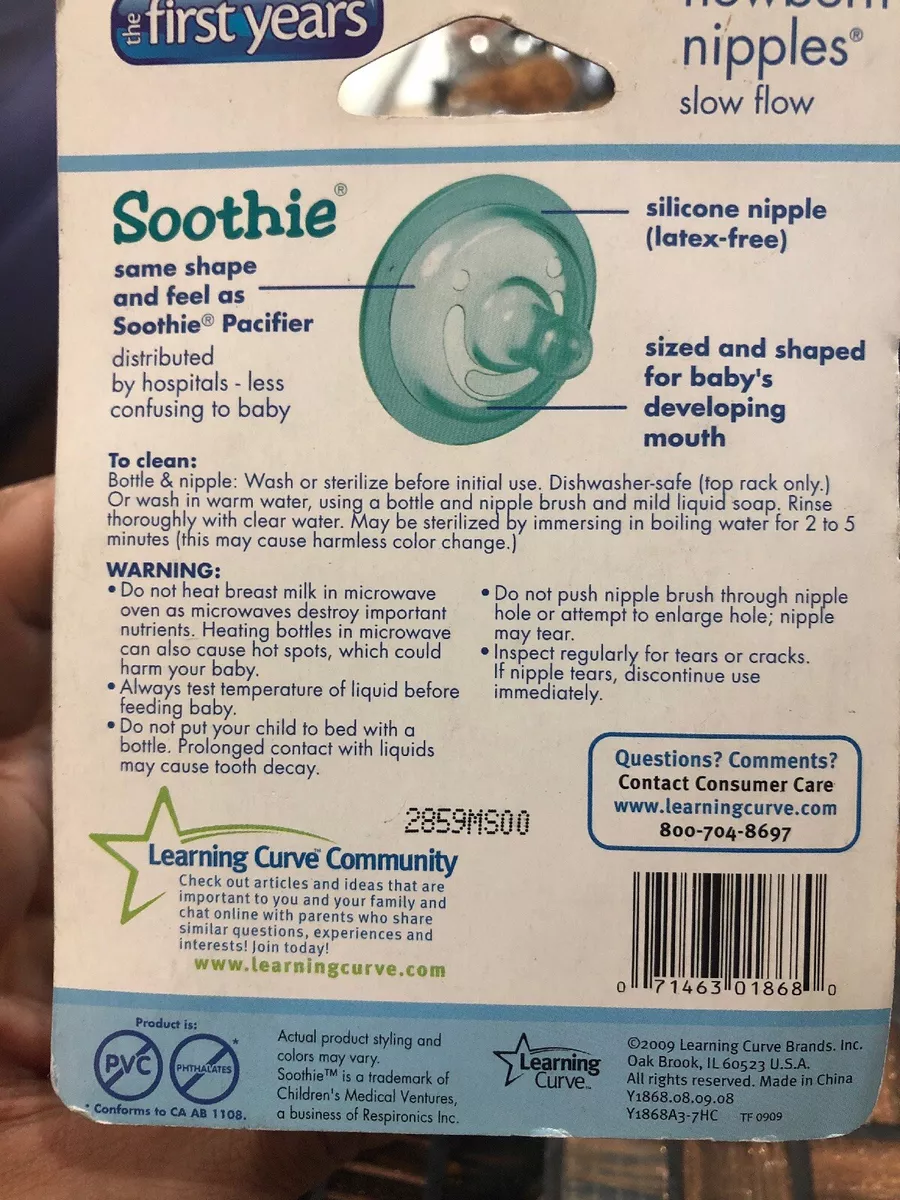 the first years
nipples®
slow flow
Soothie®
same shape
and feel as
Soothie® Pacifier
distributed
by hospitals - less
confusing to baby
silicone nipple
(latex-free)
sized and shaped
for baby's
developing
mouth
To clean:
Bottle & nipple: Wash or sterilize before initial use. Dishwasher-safe (top rack only.)
Or wash in warm water, using a bottle and nipple brush and mild liquid soap. Rinse
thoroughly with clear water. May be sterilized by immersing in boiling water for 2 to 5
minutes (this may cause harmless color change.)
WARNING:
• Do not heat breast milk in microwave
oven as microwaves destroy important
nutrients. Heating bottles in microwave
can also cause hot spots, which could
harm your baby.
• Always test temperature of liquid before
feeding baby.
• Do not put your child to bed with a
bottle. Prolonged contact with liquids
may cause tooth decay.
• Do not push nipple brush through nipple
hole or attempt to enlarge hole; nipple
may tear.
• Inspect regularly for tears or cracks.
If nipple tears, discontinue use
immediately.
Questions? Comments?
Contact Consumer Care
www.learningcurve.com
800-704-8697
2859MS00
Learning Curve™ Community
Check out articles and ideas that are
important to you and your family and
chat online with parents who share
similar questions, experiences and
interests! Join today!
www.learningcurve.com
0 71463 01868 0
Product is:
PVC
PHTHALATES *
* Conforms to CA AB 1108.
Actual product styling and
colors may vary.
Soothie™ is a trademark of
Children's Medical Ventures,
a business of Respironics Inc.
Learning
Curve™
©2009 Learning Curve Brands. Inc.
Oak Brook, IL 60523 U.S.A.
All rights reserved. Made in China
Y1868.08.09.08
Y1868A3-7HC TF 0909